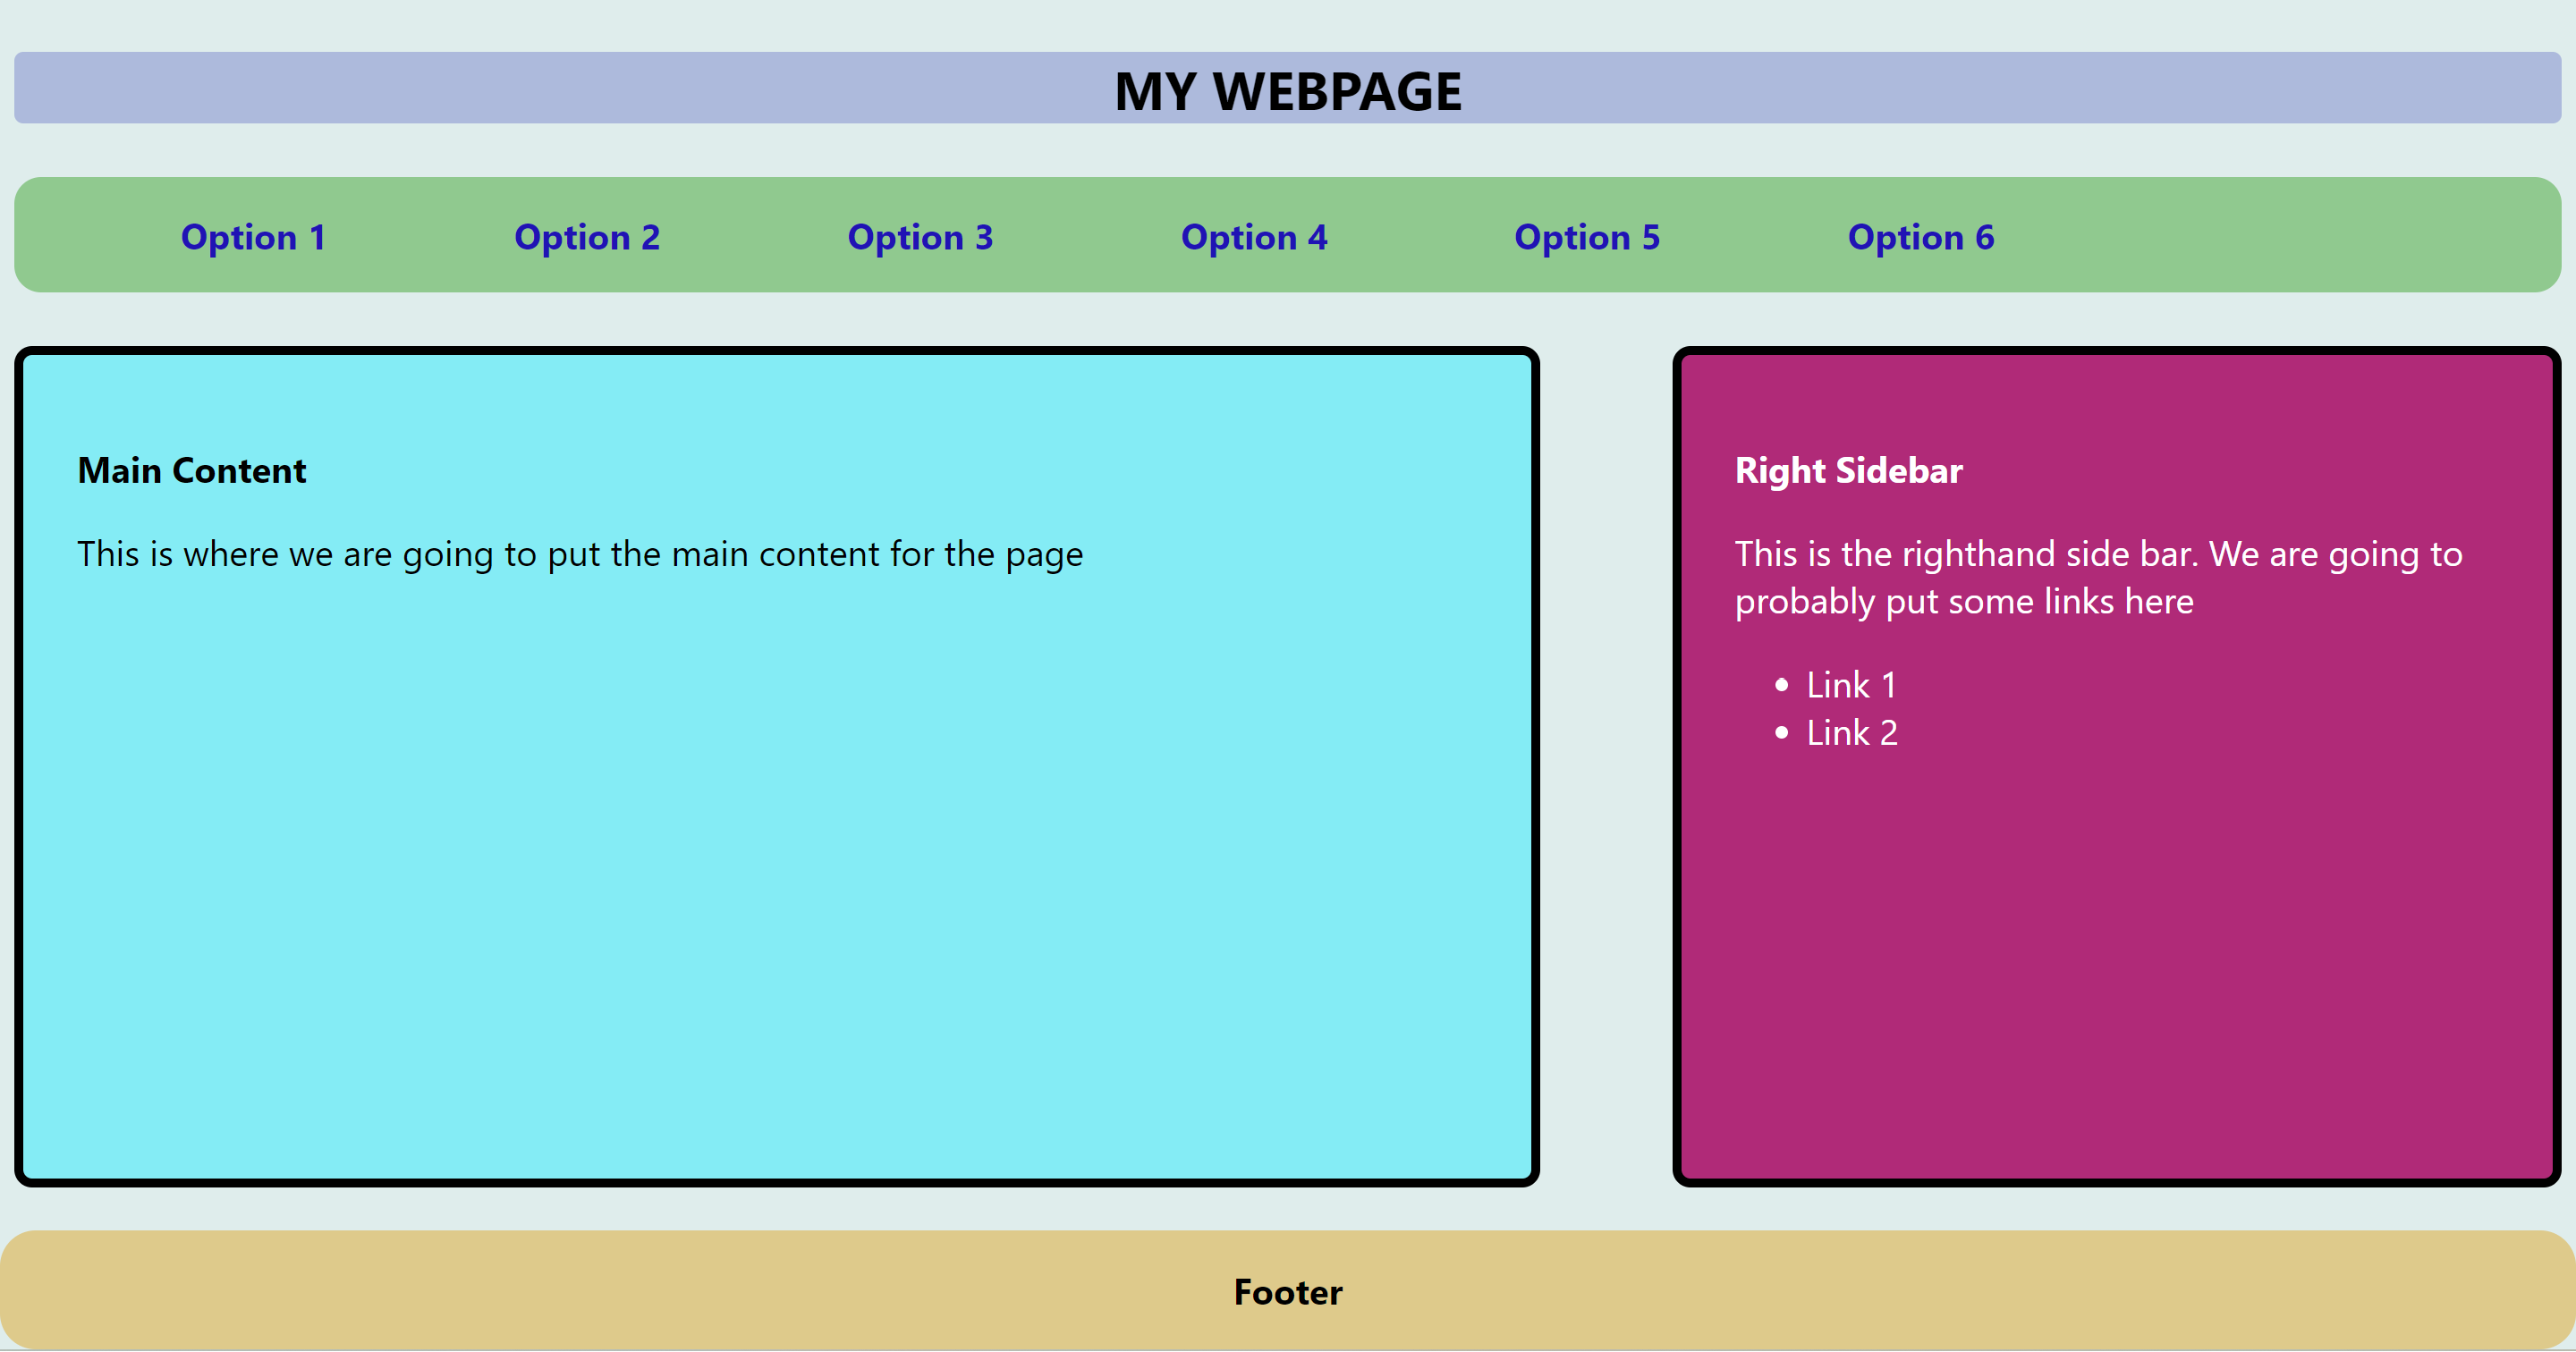 MY WEBPAGE
Option 1 Option 2 Option 3 Option 4 Option 5 Option 6
Main Content
This is where we are going to put the main content for the page
Right Sidebar
This is the righthand side bar. We are going to
probably put some links here
Link 1
Link 2
Footer